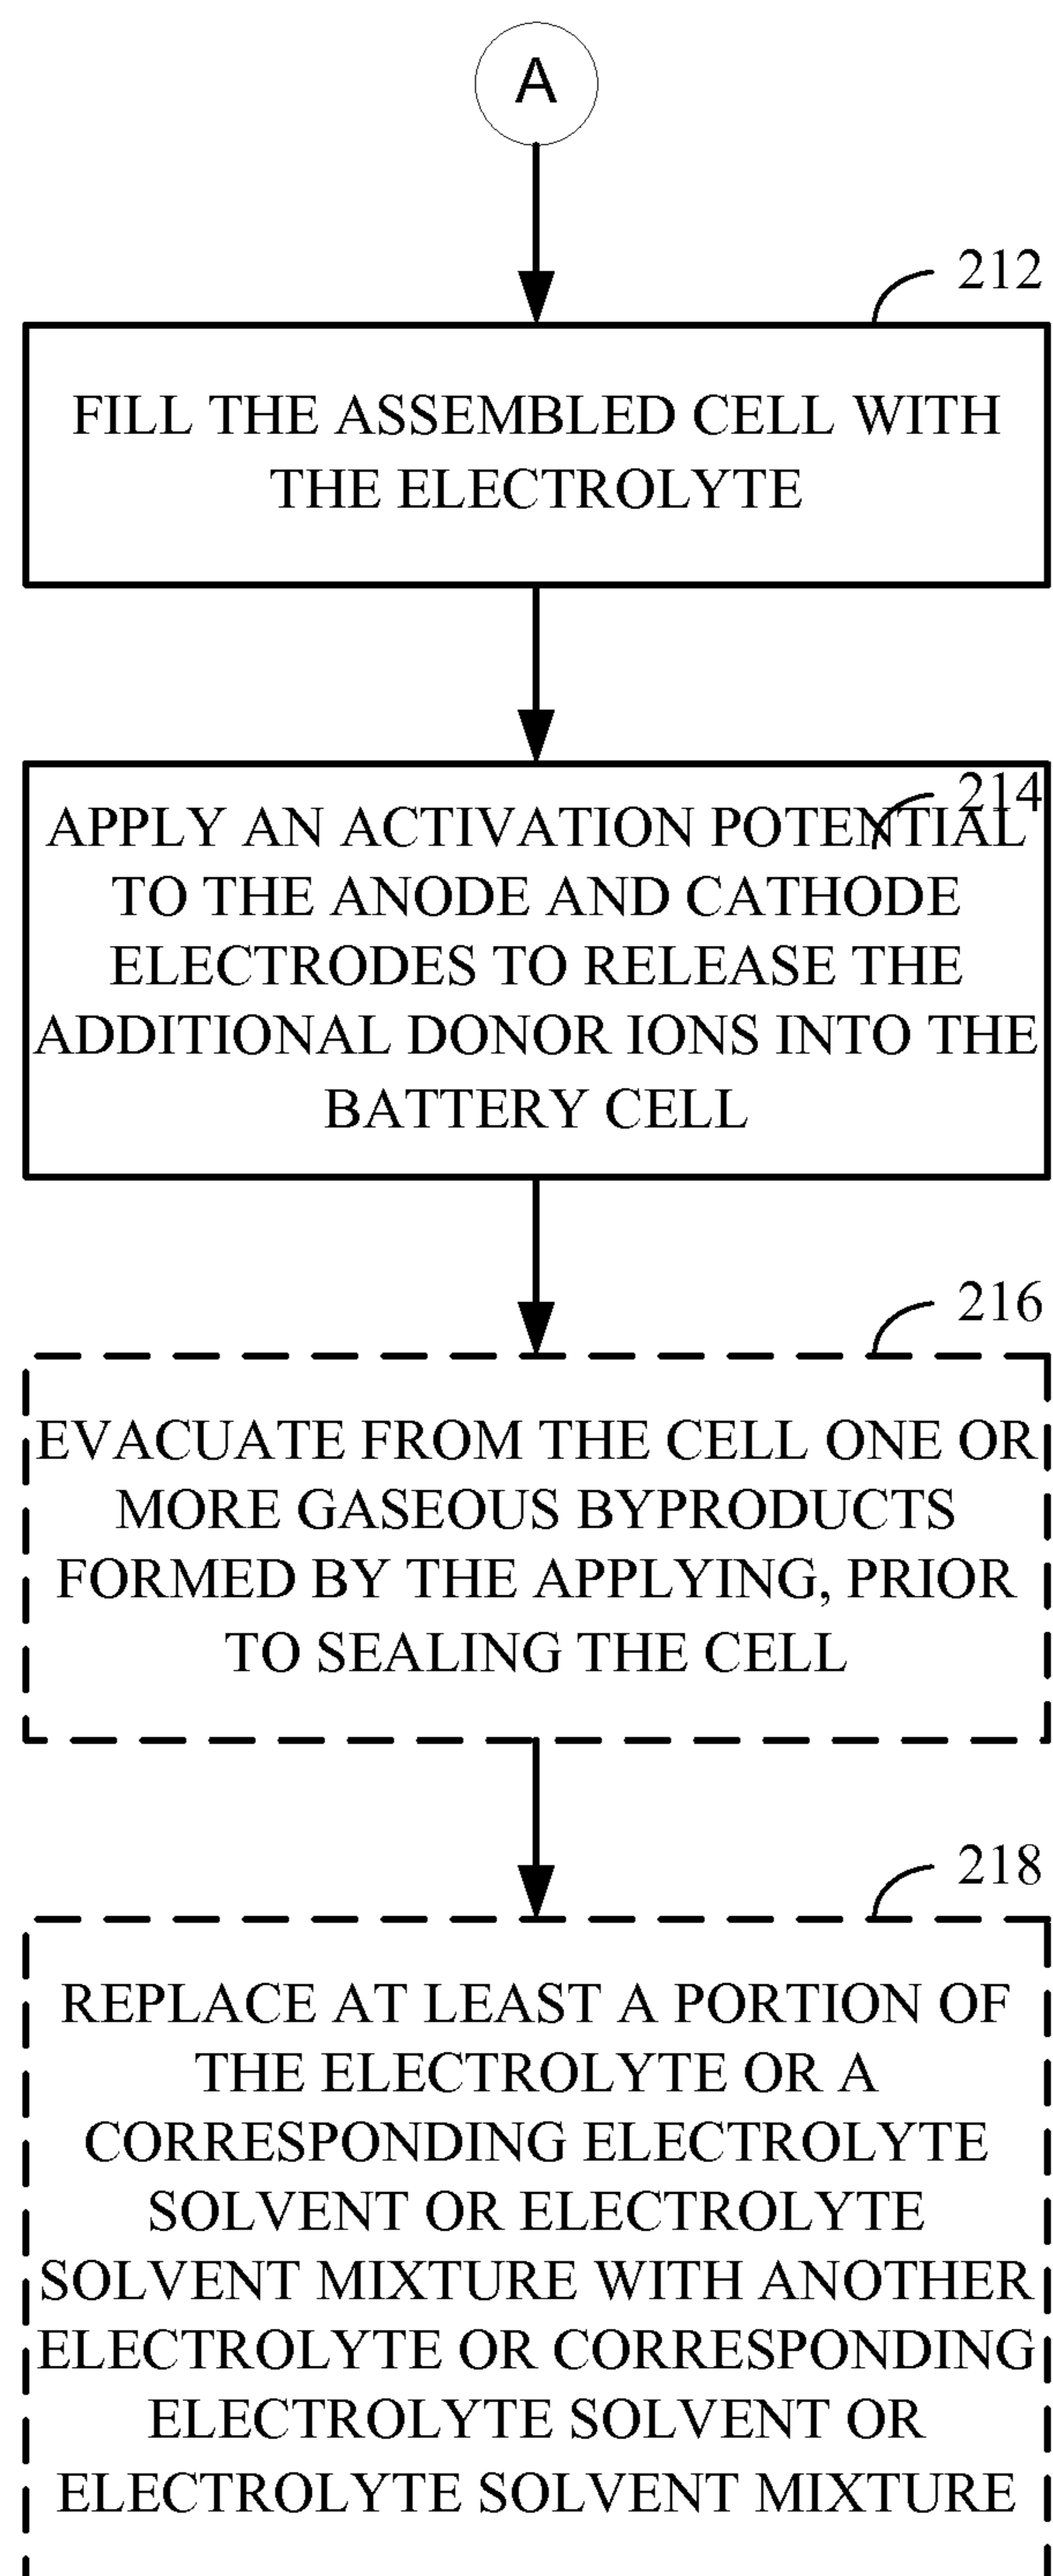 A
212
FILL THE ASSEMBLED CELL WITH
THE ELECTROLYTE
214
APPLY AN ACTIVATION POTENTIAL
TO THE ANODE AND CATHODE
ELECTRODES TO RELEASE THE
ADDITIONAL DONOR IONS INTO THE
BATTERY CELL
216
EVACUATE FROM THE CELL ONE OR
MORE GASEOUS BYPRODUCTS
FORMED BY THE APPLYING, PRIOR
TO SEALING THE CELL
218
REPLACE AT LEAST A PORTION OF
THE ELECTROLYTE OR A
CORRESPONDING ELECTROLYTE
SOLVENT OR ELECTROLYTE
SOLVENT MIXTURE WITH ANOTHER
ELECTROLYTE OR CORRESPONDING
ELECTROLYTE SOLVENT OR
ELECTROLYTE SOLVENT MIXTURE